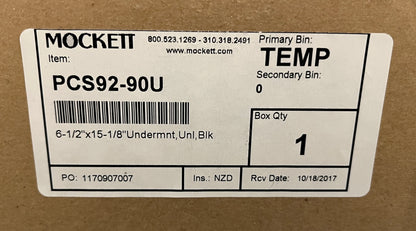 MOCKETT 800.523.1269 - 310.318.2491
www.mockett.com
Primary Bin:
TEMP
Item:
Secondary Bin:
PCS92-90U
0
6-1/2"x15-1/8"Undermnt,Unl,Blk
Box Qty
1
PO: 1170907007 Ins.: NZD Rcv Date: 10/18/2017